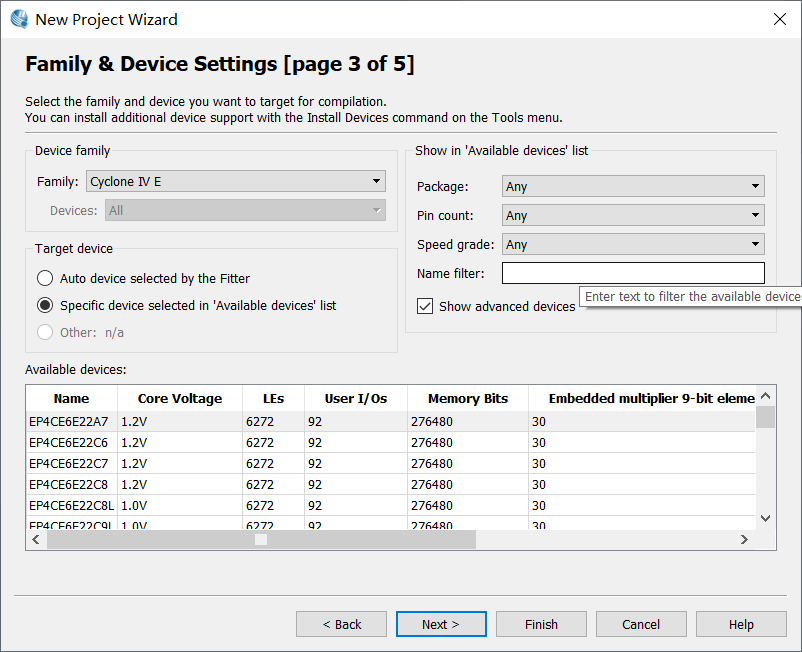 New Project Wizard
Family & Device Settings [page 3 of 5]
Select the family and device you want to target for compilation.
You can install additional device support with the Install Devices command on the Tools menu.
Device family
Family: Cyclone IV E
Devices: All
Target device
Auto device selected by the Fitter
Specific device selected in 'Available devices' list
Other: n/a
Show in 'Available devices' list
Package: Any
Pin count: Any
Speed grade: Any
Name filter:
Enter text to filter the available device
Show advanced devices
Available devices:
Name Core Voltage LEs User I/Os Memory Bits Embedded multiplier 9-bit eleme
EP4CE6E22A7 1.2V 6272 92 276480 30
EP4CE6E22C6 1.2V 6272 92 276480 30
EP4CE6E22C7 1.2V 6272 92 276480 30
EP4CE6E22C8 1.2V 6272 92 276480 30
EP4CE6E22C8L 1.0V 6272 92 276480 30
EP4CE6E22C9L 1.0V 6272 92 276480 30
< Back Next > Finish Cancel Help